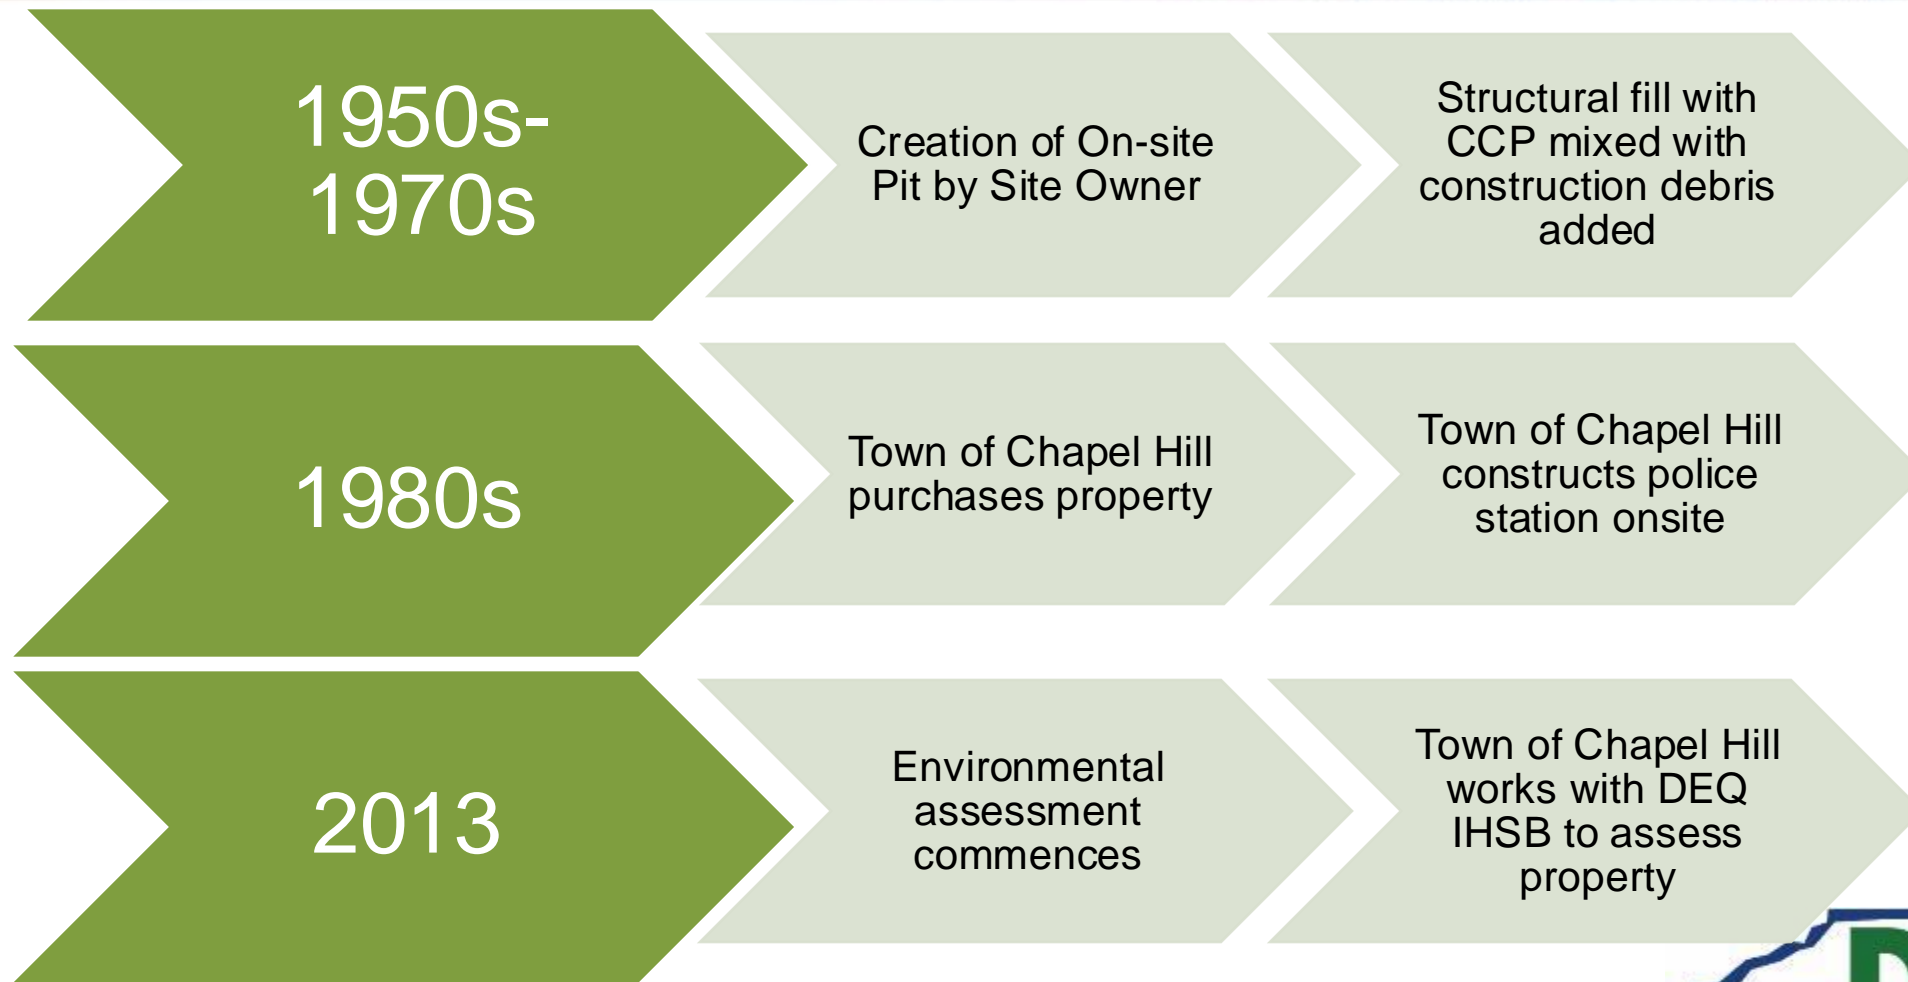 1950s-
1970s
Creation of On-site
Pit by Site Owner
Structural fill with
CCP mixed with
construction debris
added
1980s
Town of Chapel Hill
purchases property
Town of Chapel Hill
constructs police
station onsite
2013
Environmental
assessment
commences
Town of Chapel Hill
works with DEQ
IHSB to assess
property
D